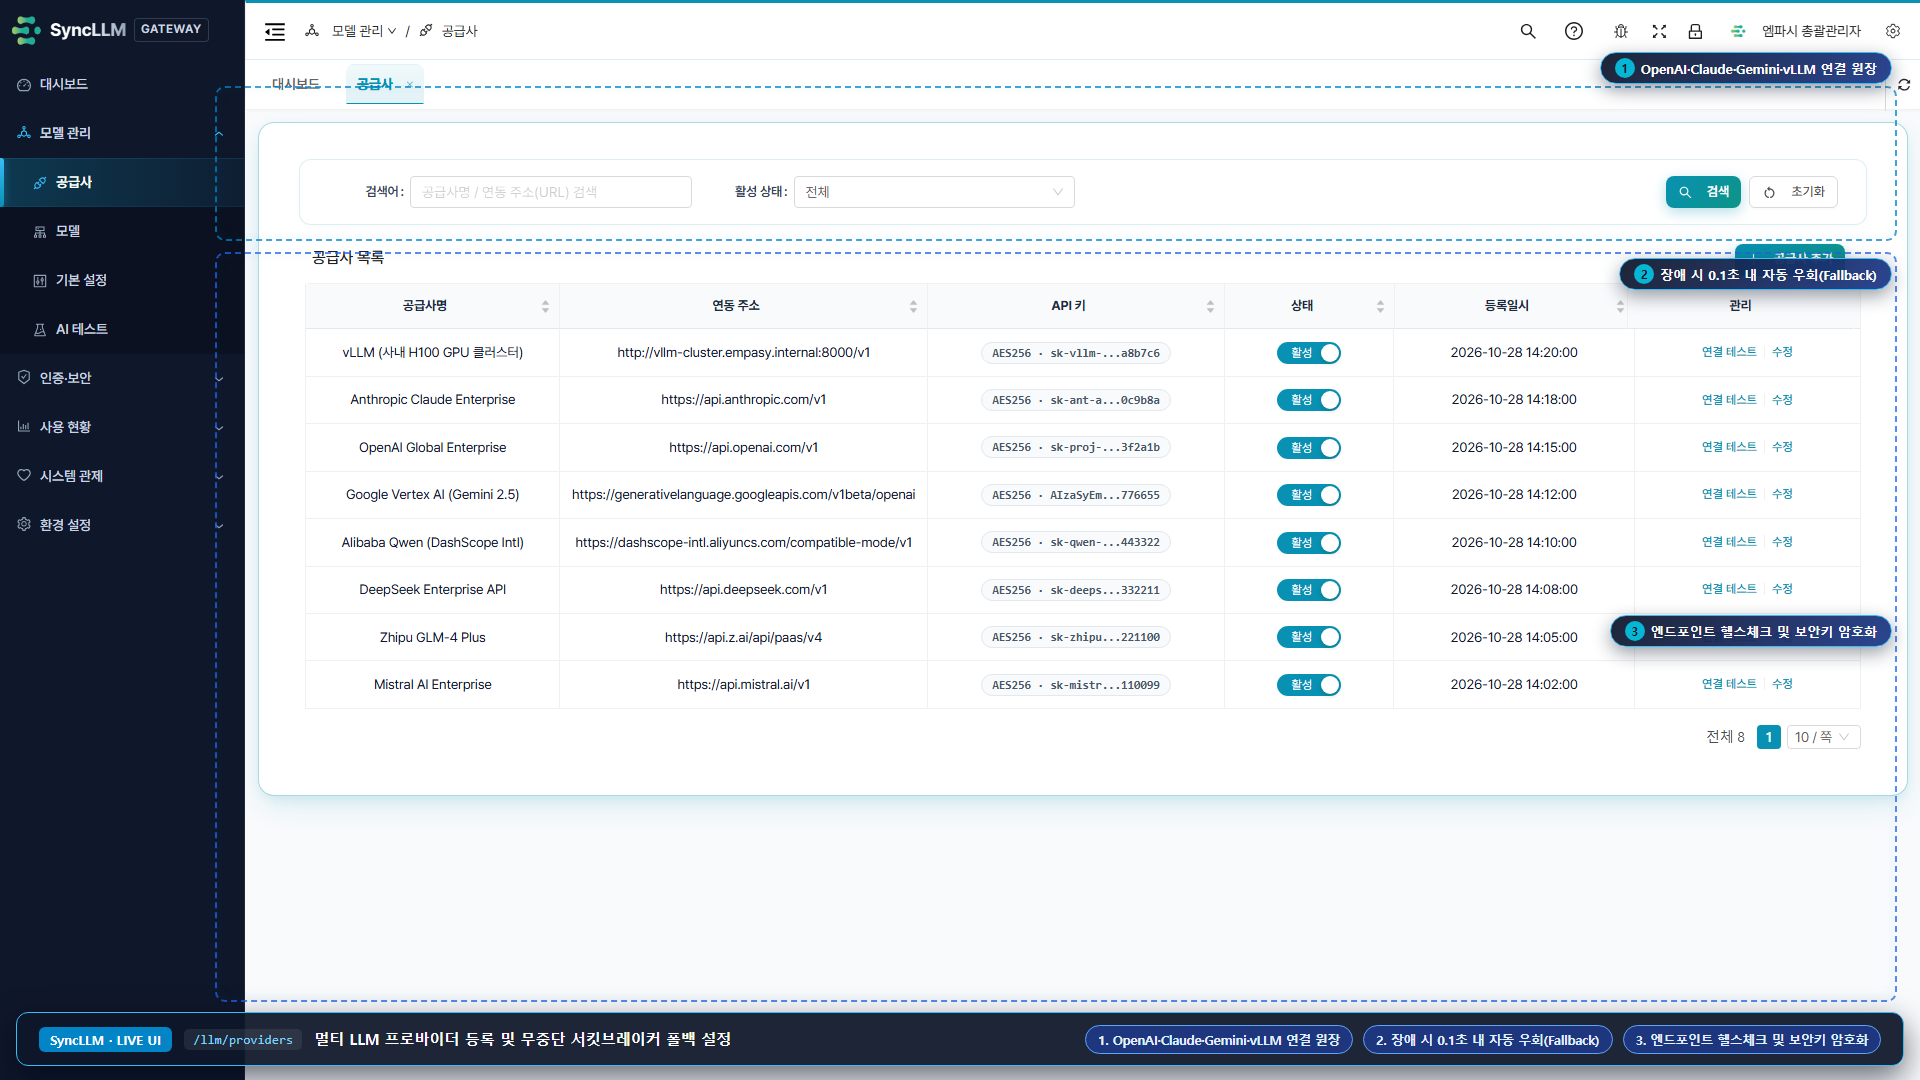 SyncLLM GATEWAY
모델 관리 / 공급사
엠파시 총괄관리자
1 OpenAI·Claude·Gemini·vLLM 연결 원장
대시보드
모델 관리
공급사
모델
기본 설정
AI 테스트
인증·보안
사용 현황
시스템 관제
환경 설정
대시보드
공급사 ×
검색어 :
공급사명 / 연동 주소(URL) 검색
활성 상태 :
전체
검색
초기화
공급사 목록
공급사 추가
2 장애 시 0.1초 내 자동 우회(Fallback)
공급사명 연동 주소 API 키 상태 등록일시 관리
vLLM (사내 H100 GPU 클러스터) http://vllm-cluster.empasy.internal:8000/v1 AES256 · sk-vllm-...a8b7c6 활성 2026-10-28 14:20:00 연결 테스트 수정
Anthropic Claude Enterprise https://api.anthropic.com/v1 AES256 · sk-ant-a...0c9b8a 활성 2026-10-28 14:18:00 연결 테스트 수정
OpenAI Global Enterprise https://api.openai.com/v1 AES256 · sk-proj-...3f2a1b 활성 2026-10-28 14:15:00 연결 테스트 수정
Google Vertex AI (Gemini 2.5) https://generativelanguage.googleapis.com/v1beta/openai AES256 · AIzaSyEm...776655 활성 2026-10-28 14:12:00 연결 테스트 수정
Alibaba Qwen (DashScope Intl) https://dashscope-intl.aliyuncs.com/compatible-mode/v1 AES256 · sk-qwen-...443322 활성 2026-10-28 14:10:00 연결 테스트 수정
DeepSeek Enterprise API https://api.deepseek.com/v1 AES256 · sk-deeps...332211 활성 2026-10-28 14:08:00 연결 테스트 수정
Zhipu GLM-4 Plus https://api.z.ai/api/paas/v4 AES256 · sk-zhipu...221100 활성 2026-10-28 14:05:00
3 엔드포인트 헬스체크 및 보안키 암호화
Mistral AI Enterprise https://api.mistral.ai/v1 AES256 · sk-mistr...110099 활성 2026-10-28 14:02:00 연결 테스트 수정
전체 8 1 10 / 쪽
SyncLLM · LIVE UI /llm/providers 멀티 LLM 프로바이더 등록 및 무중단 서킷브레이커 폴백 설정
1. OpenAI·Claude·Gemini·vLLM 연결 원장
2. 장애 시 0.1초 내 자동 우회(Fallback)
3. 엔드포인트 헬스체크 및 보안키 암호화